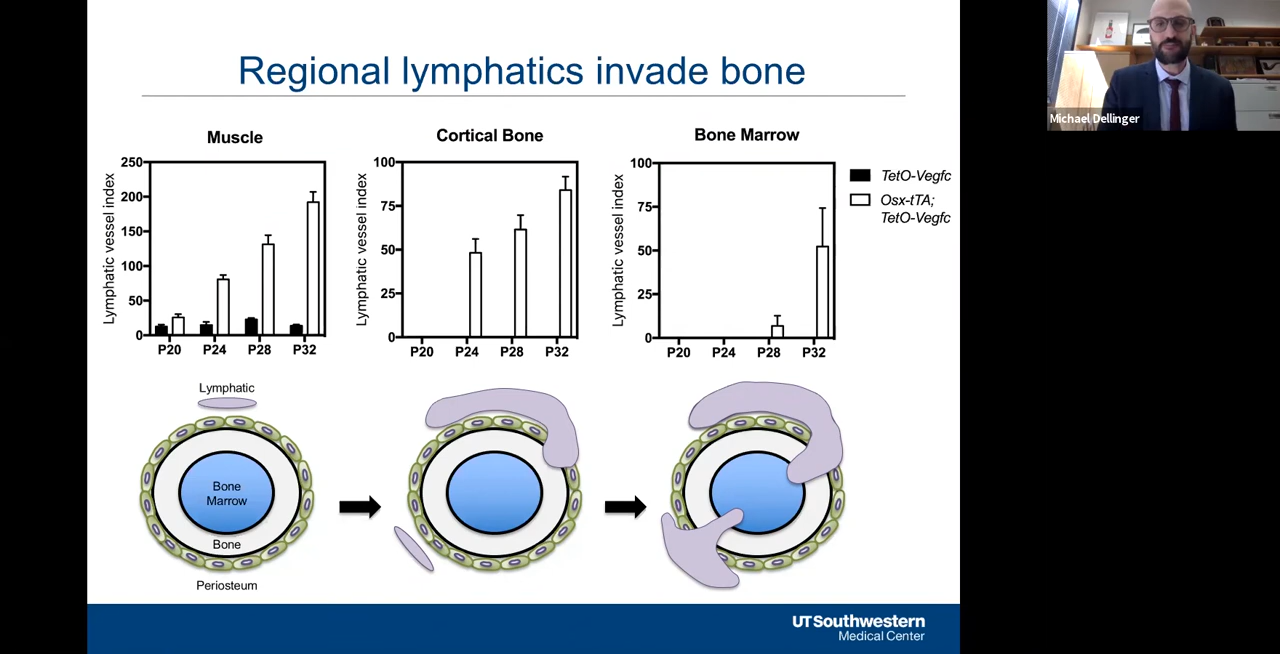 Regional lymphatics invade bone
Michael Dellinger
Muscle
Lymphatic vessel index
250
200
150
100
50
0
P20 P24 P28 P32
Cortical Bone
Lymphatic vessel index
100
75
50
25
0
P20 P24 P28 P32
Bone Marrow
Lymphatic vessel index
100
75
50
25
0
P20 P24 P28 P32
TetO-Vegfc
Osx-tTA;
TetO-Vegfc
Lymphatic
Bone
Marrow
Bone
Periosteum
UT Southwestern
Medical Center